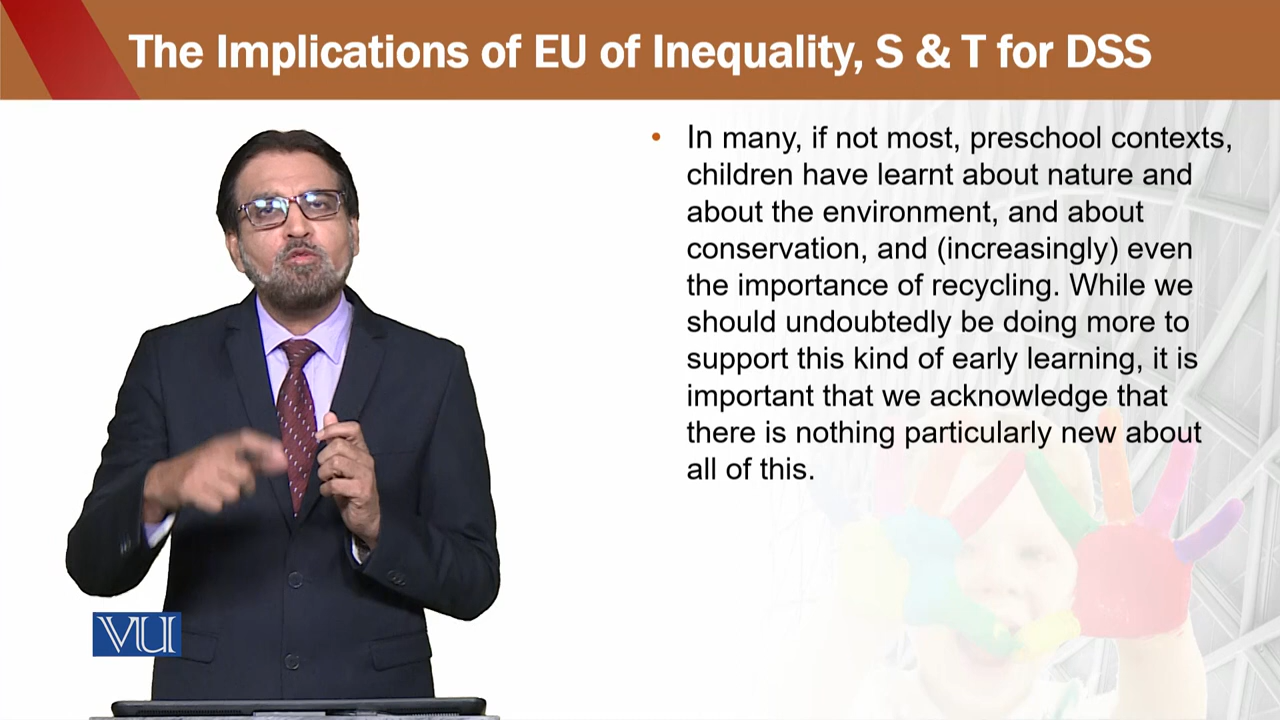 The Implications of EU of Inequality, S & T for DSS
• In many, if not most, preschool contexts,
children have learnt about nature and
about the environment, and about
conservation, and (increasingly) even
the importance of recycling. While we
should undoubtedly be doing more to
support this kind of early learning, it is
important that we acknowledge that
there is nothing particularly new about
all of this.
VU